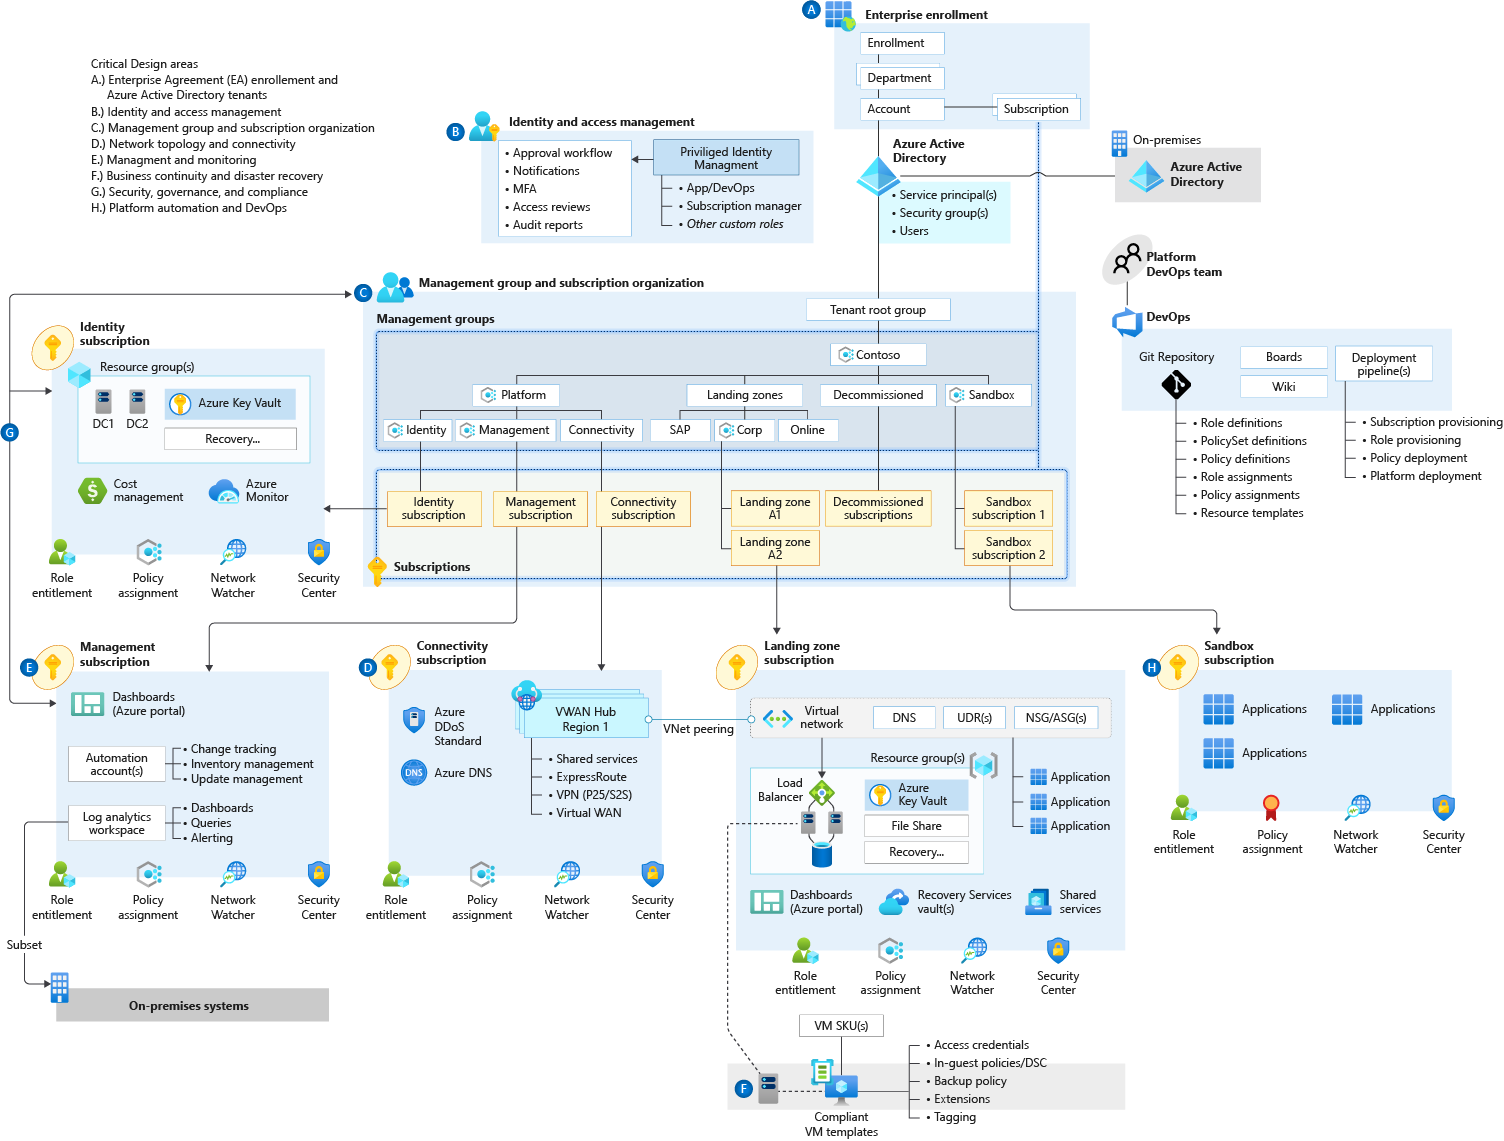 A
Enterprise enrollment
Enrollment
Department
Account
Subscription
Critical Design areas
A.) Enterprise Agreement (EA) enrollement and
Azure Active Directory tenants
B.) Identity and access management
C.) Management group and subscription organization
D.) Network topology and connectivity
E.) Managment and monitoring
F.) Business continuity and disaster recovery
G.) Security, governance, and compliance
H.) Platform automation and DevOps
B
Identity and access management
• Approval workflow
• Notifications
• MFA
• Access reviews
• Audit reports
Priviliged Identity
Managment
• App/DevOps
• Subscription manager
• Other custom roles
Azure Active
Directory
• Service principal(s)
• Security group(s)
• Users
On-premises
Azure Active
Directory
Platform
DevOps team
DevOps
Git Repository
Boards
Wiki
Deployment
pipeline(s)
• Role definitions
• PolicySet definitions
• Policy definitions
• Role assignments
• Policy assignments
• Resource templates
• Subscription provisioning
• Role provisioning
• Policy deployment
• Platform deployment
C
Management group and subscription organization
Management groups
Tenant root group
Contoso
Platform
Landing zones
Decommissioned
Sandbox
Identity
Management
Connectivity
SAP
Corp
Online
Identity
subscription
Management
subscription
Connectivity
subscription
Landing zone
A1
Decommissioned
subscriptions
Sandbox
subscription 1
Landing zone
A2
Sandbox
subscription 2
Subscriptions
G
Identity
subscription
Resource group(s)
DC1
DC2
Azure Key Vault
Recovery...
Cost
management
Azure
Monitor
Role
entitlement
Policy
assignment
Network
Watcher
Security
Center
E
Management
subscription
Dashboards
(Azure portal)
Automation
account(s)
• Change tracking
• Inventory management
• Update management
Log analytics
workspace
• Dashboards
• Queries
• Alerting
Role
entitlement
Policy
assignment
Network
Watcher
Security
Center
Subset
On-premises systems
D
Connectivity
subscription
Azure
DDoS
Standard
DNS
Azure DNS
VWAN Hub
Region 1
• Shared services
• ExpressRoute
• VPN (P25/S2S)
• Virtual WAN
VNet peering
Role
entitlement
Policy
assignment
Network
Watcher
Security
Center
Landing zone
subscription
Virtual
network
DNS
UDR(s)
NSG/ASG(s)
Resource group(s)
Load
Balancer
Azure
Key Vault
File Share
Recovery...
Application
Application
Application
Dashboards
(Azure portal)
Recovery Services
vault(s)
Shared
services
Role
entitlement
Policy
assignment
Network
Watcher
Security
Center
H
Sandbox
subscription
Applications
Applications
Applications
Role
entitlement
Policy
assignment
Network
Watcher
Security
Center
VM SKU(s)
F
Compliant
VM templates
• Access credentials
• In-guest policies/DSC
• Backup policy
• Extensions
• Tagging